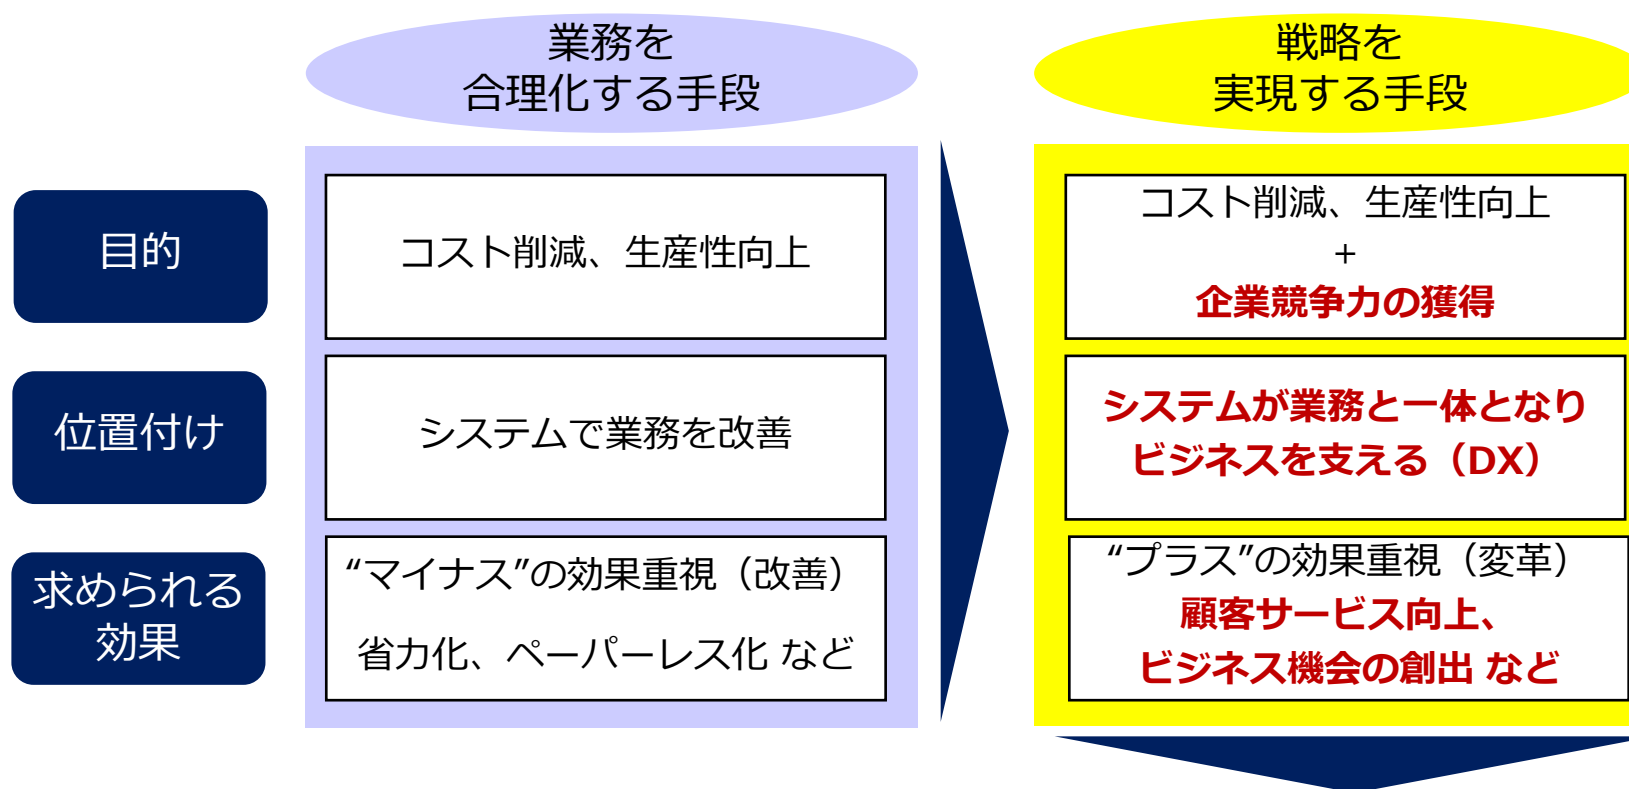 業務を
合理化する手段
戦略を
実現する手段
目的
コスト削減、生産性向上
コスト削減、生産性向上
+
企業競争力の獲得
位置付け
システムで業務を改善
システムが業務と一体となり
ビジネスを支える（DX）
求められる
効果
“マイナス”の効果重視（改善）
省力化、ペーパーレス化 など
“プラス”の効果重視（変革）
顧客サービス向上、
ビジネス機会の創出 など